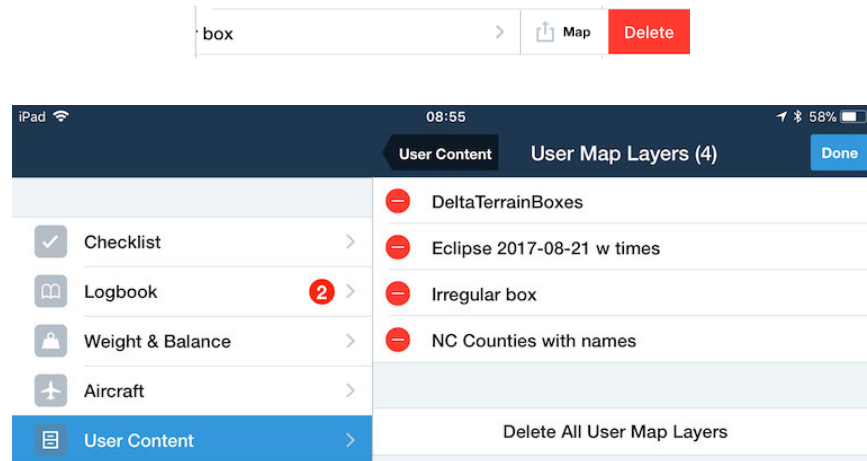 box
Map
Delete
iPad
08:55
58%
User Content
User Map Layers (4)
Done
DeltaTerrainBoxes
Checklist
Eclipse 2017-08-21 w times
Logbook
2
Irregular box
Weight & Balance
NC Counties with names
Aircraft
User Content
Delete All User Map Layers